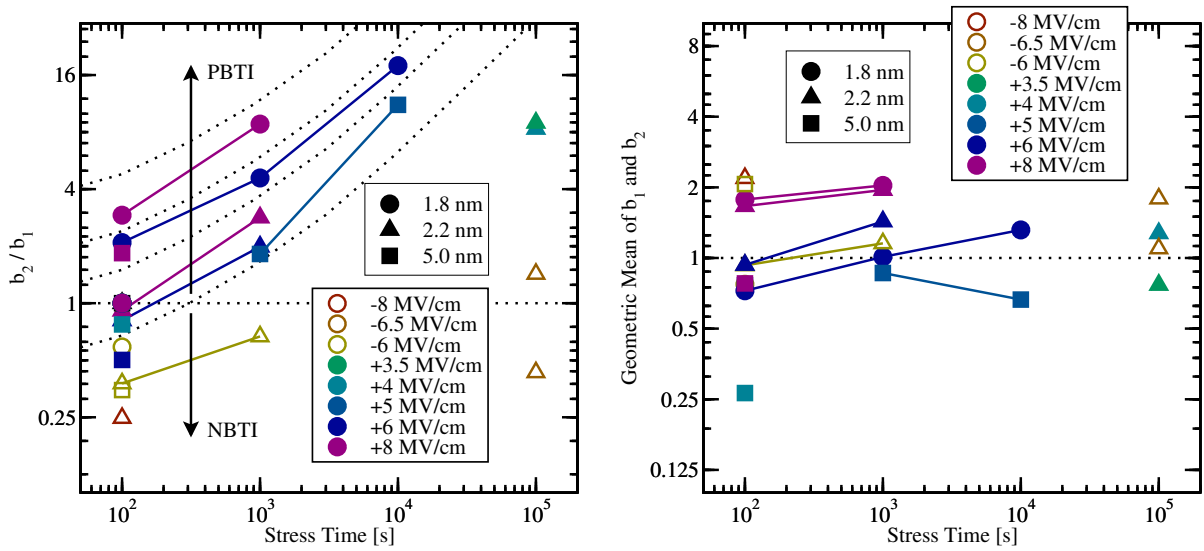 16
4
1
0.25
b₂ / b₁
PBTI
NBTI
1.8 nm
2.2 nm
5.0 nm
-8 MV/cm
-6.5 MV/cm
-6 MV/cm
+3.5 MV/cm
+4 MV/cm
+5 MV/cm
+6 MV/cm
+8 MV/cm
10² 10³ 10⁴ 10⁵
Stress Time [s]
8
4
2
1
0.5
0.25
0.125
Geometric Mean of b₁ and b₂
1.8 nm
2.2 nm
5.0 nm
-8 MV/cm
-6.5 MV/cm
-6 MV/cm
+3.5 MV/cm
+4 MV/cm
+5 MV/cm
+6 MV/cm
+8 MV/cm
10² 10³ 10⁴ 10⁵
Stress Time [s]